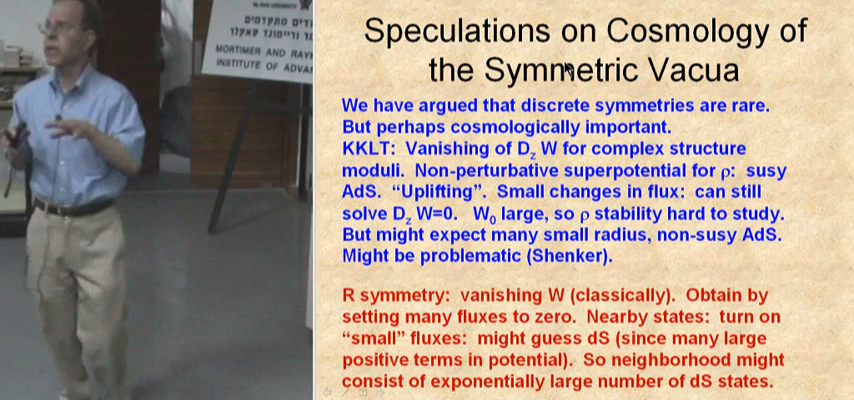 מתקדמים
MORTIMER AND RAY
INSTITUTE OF ADVA
Speculations on Cosmology of
the Symmetric Vacua
We have argued that discrete symmetries are rare.
But perhaps cosmologically important.
KKLT: Vanishing of D_z W for complex structure
moduli. Non-perturbative superpotential for ρ: susy
AdS. “Uplifting”. Small changes in flux: can still
solve D_z W=0. W_0 large, so ρ stability hard to study.
But might expect many small radius, non-susy AdS.
Might be problematic (Shenker).
R symmetry: vanishing W (classically). Obtain by
setting many fluxes to zero. Nearby states: turn on
“small” fluxes: might guess dS (since many large
positive terms in potential). So neighborhood might
consist of exponentially large number of dS states.